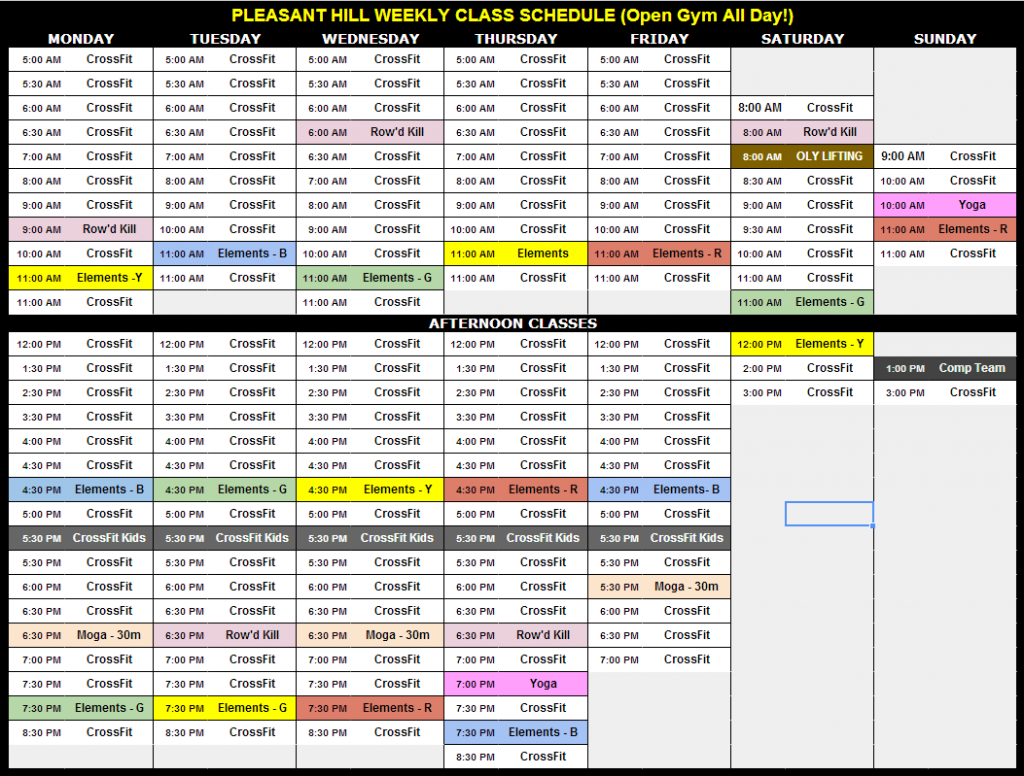 PLEASANT HILL WEEKLY CLASS SCHEDULE (Open Gym All Day!)
MONDAY TUESDAY WEDNESDAY THURSDAY FRIDAY SATURDAY SUNDAY
5:00 AM CrossFit 5:00 AM CrossFit 5:00 AM CrossFit 5:00 AM CrossFit 5:00 AM CrossFit
5:30 AM CrossFit 5:30 AM CrossFit 5:30 AM CrossFit 5:30 AM CrossFit 5:30 AM CrossFit
6:00 AM CrossFit 6:00 AM CrossFit 6:00 AM CrossFit 6:00 AM CrossFit 6:00 AM CrossFit 8:00 AM CrossFit
6:30 AM CrossFit 6:30 AM CrossFit 6:00 AM Row'd Kill 6:30 AM CrossFit 6:30 AM CrossFit 8:00 AM Row'd Kill
7:00 AM CrossFit 7:00 AM CrossFit 6:30 AM CrossFit 7:00 AM CrossFit 7:00 AM CrossFit 8:00 AM OLY LIFTING 9:00 AM CrossFit
8:00 AM CrossFit 8:00 AM CrossFit 7:00 AM CrossFit 8:00 AM CrossFit 8:00 AM CrossFit 8:30 AM CrossFit 10:00 AM CrossFit
9:00 AM CrossFit 9:00 AM CrossFit 8:00 AM CrossFit 9:00 AM CrossFit 9:00 AM CrossFit 9:00 AM CrossFit 10:00 AM Yoga
9:00 AM Row'd Kill 10:00 AM CrossFit 9:00 AM CrossFit 10:00 AM CrossFit 10:00 AM CrossFit 9:30 AM CrossFit 11:00 AM Elements - R
10:00 AM CrossFit 11:00 AM Elements - B 10:00 AM CrossFit 11:00 AM Elements 11:00 AM Elements - R 10:00 AM CrossFit 11:00 AM CrossFit
11:00 AM Elements -Y 11:00 AM CrossFit 11:00 AM Elements - G 11:00 AM CrossFit 11:00 AM CrossFit 11:00 AM CrossFit
11:00 AM CrossFit 11:00 AM CrossFit 11:00 AM Elements - G
AFTERNOON CLASSES
12:00 PM CrossFit 12:00 PM CrossFit 12:00 PM CrossFit 12:00 PM CrossFit 12:00 PM CrossFit 12:00 PM Elements - Y
1:30 PM CrossFit 1:30 PM CrossFit 1:30 PM CrossFit 1:30 PM CrossFit 1:30 PM CrossFit 2:00 PM CrossFit 1:00 PM Comp Team
2:30 PM CrossFit 2:30 PM CrossFit 2:30 PM CrossFit 2:30 PM CrossFit 2:30 PM CrossFit 3:00 PM CrossFit 3:00 PM CrossFit
3:30 PM CrossFit 3:30 PM CrossFit 3:30 PM CrossFit 3:30 PM CrossFit 3:30 PM CrossFit
4:00 PM CrossFit 4:00 PM CrossFit 4:00 PM CrossFit 4:00 PM CrossFit 4:00 PM CrossFit
4:30 PM CrossFit 4:30 PM CrossFit 4:30 PM CrossFit 4:30 PM CrossFit 4:30 PM CrossFit
4:30 PM Elements - B 4:30 PM Elements - G 4:30 PM Elements - Y 4:30 PM Elements - R 4:30 PM Elements- B
5:00 PM CrossFit 5:00 PM CrossFit 5:00 PM CrossFit 5:00 PM CrossFit 5:00 PM CrossFit
5:30 PM CrossFit Kids 5:30 PM CrossFit Kids 5:30 PM CrossFit Kids 5:30 PM CrossFit Kids 5:30 PM CrossFit Kids
5:30 PM CrossFit 5:30 PM CrossFit 5:30 PM CrossFit 5:30 PM CrossFit 5:30 PM CrossFit
6:00 PM CrossFit 6:00 PM CrossFit 6:00 PM CrossFit 6:00 PM CrossFit 5:30 PM Moga - 30m
6:30 PM CrossFit 6:30 PM CrossFit 6:30 PM CrossFit 6:30 PM CrossFit 6:00 PM CrossFit
6:30 PM Moga - 30m 6:30 PM Row'd Kill 6:30 PM Moga - 30m 6:30 PM Row'd Kill 6:30 PM CrossFit
7:00 PM CrossFit 7:00 PM CrossFit 7:00 PM CrossFit 7:00 PM CrossFit 7:00 PM CrossFit
7:30 PM CrossFit 7:30 PM CrossFit 7:30 PM CrossFit 7:00 PM Yoga
7:30 PM Elements - G 7:30 PM Elements - G 7:30 PM Elements - R 7:30 PM CrossFit
8:30 PM CrossFit 8:30 PM CrossFit 8:30 PM CrossFit 7:30 PM Elements - B
8:30 PM CrossFit